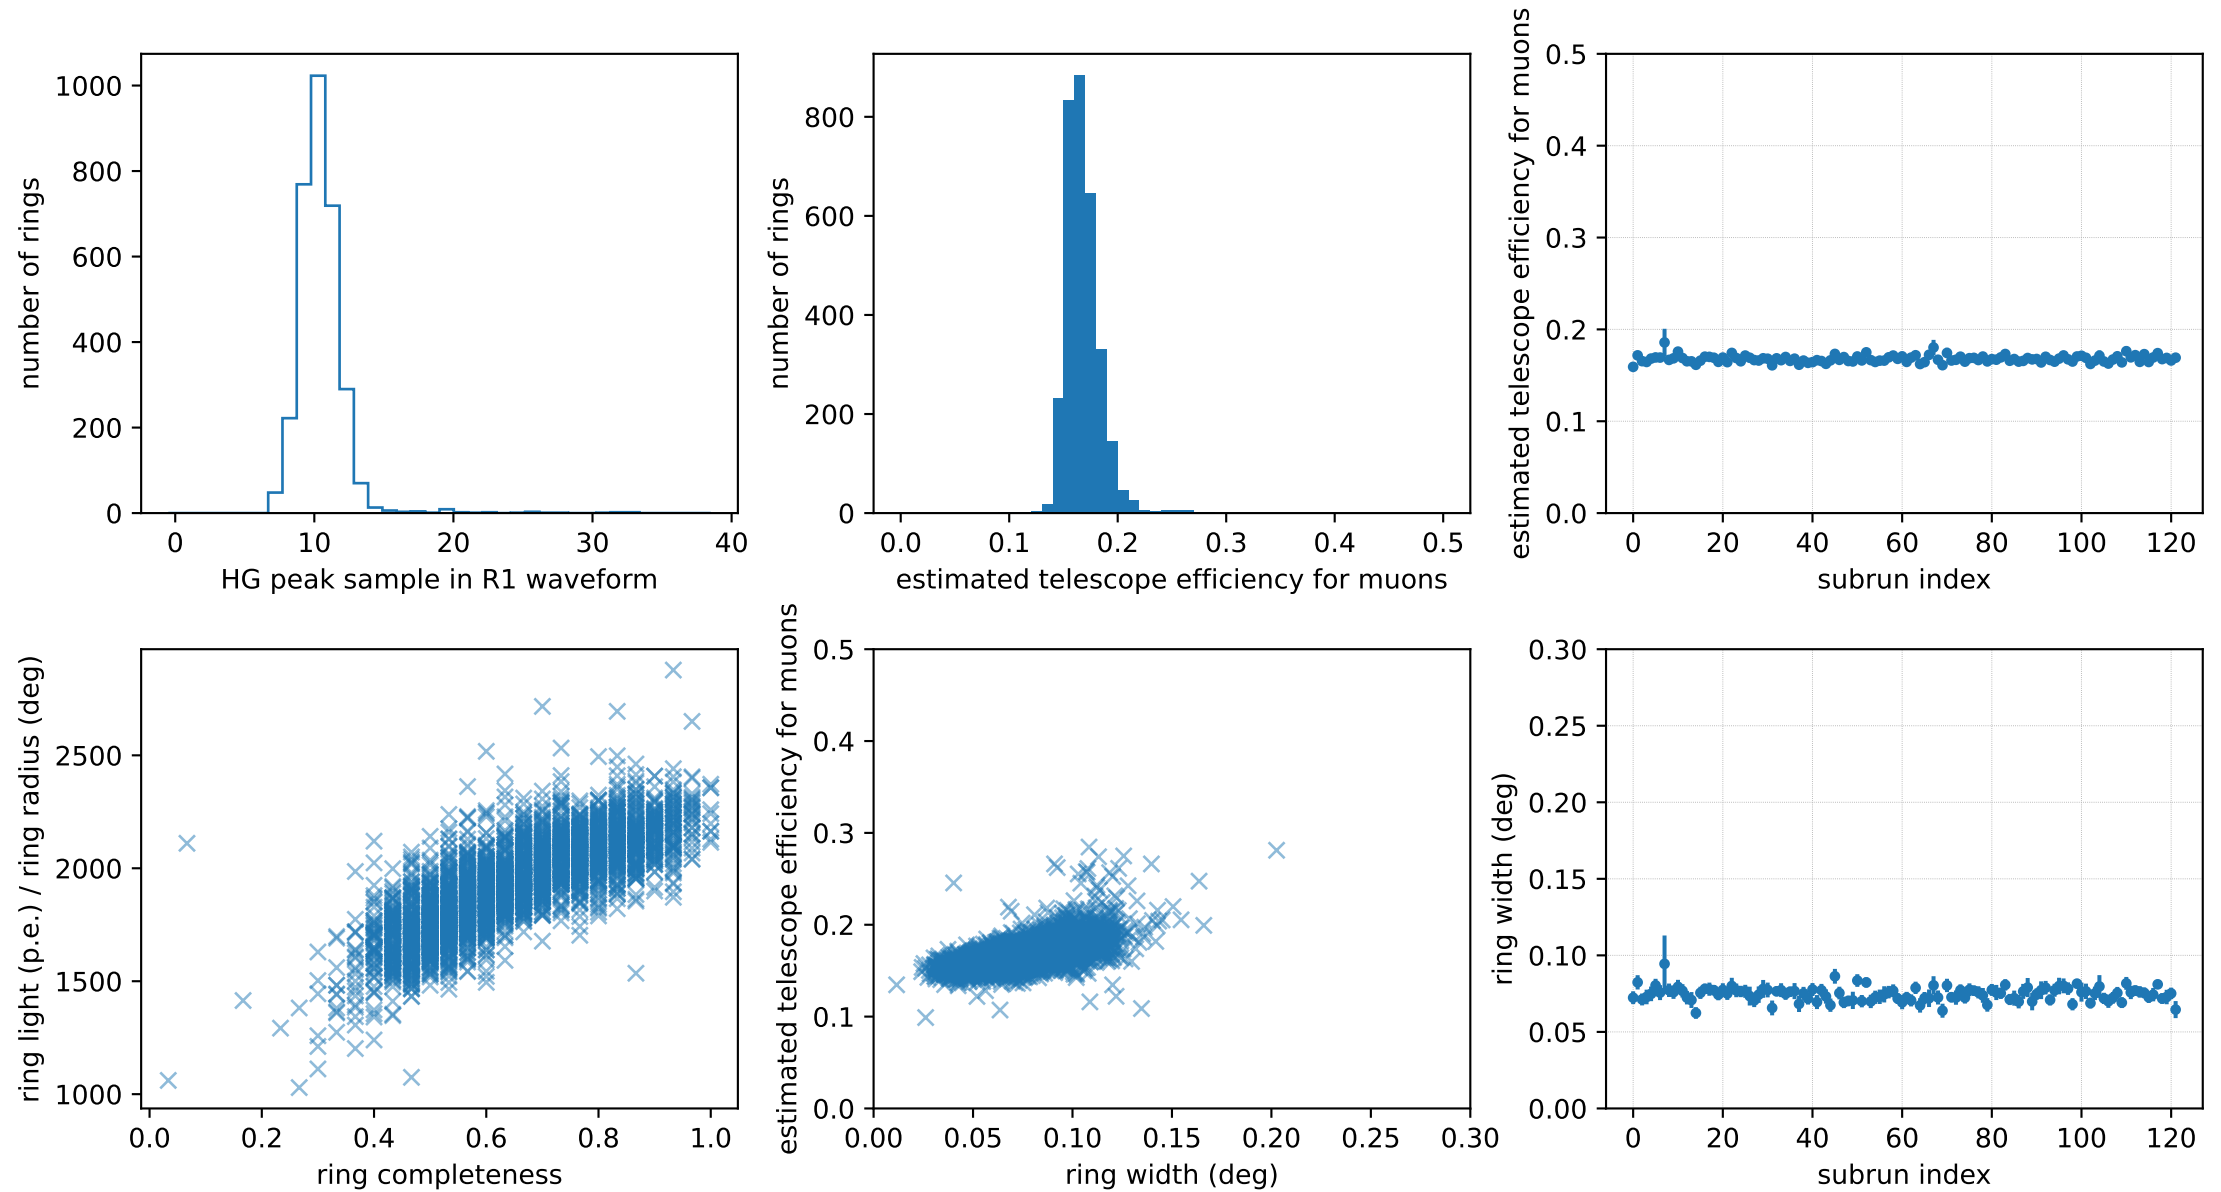 1000
800
600
400
200
0
number of rings
0 10 20 30 40
HG peak sample in R1 waveform
800
600
400
200
0
number of rings
0.0 0.1 0.2 0.3 0.4 0.5
estimated telescope efficiency for muons
0.5
0.4
0.3
0.2
0.1
0.0
estimated telescope efficiency for muons
0 20 40 60 80 100 120
subrun index
2500
2000
1500
1000
ring light (p.e.) / ring radius (deg)
0.0 0.2 0.4 0.6 0.8 1.0
ring completeness
0.5
0.4
0.3
0.2
0.1
0.0
estimated telescope efficiency for muons
0.00 0.05 0.10 0.15 0.20 0.25 0.30
ring width (deg)
0.30
0.25
0.20
0.15
0.10
0.05
0.00
ring width (deg)
0 20 40 60 80 100 120
subrun index